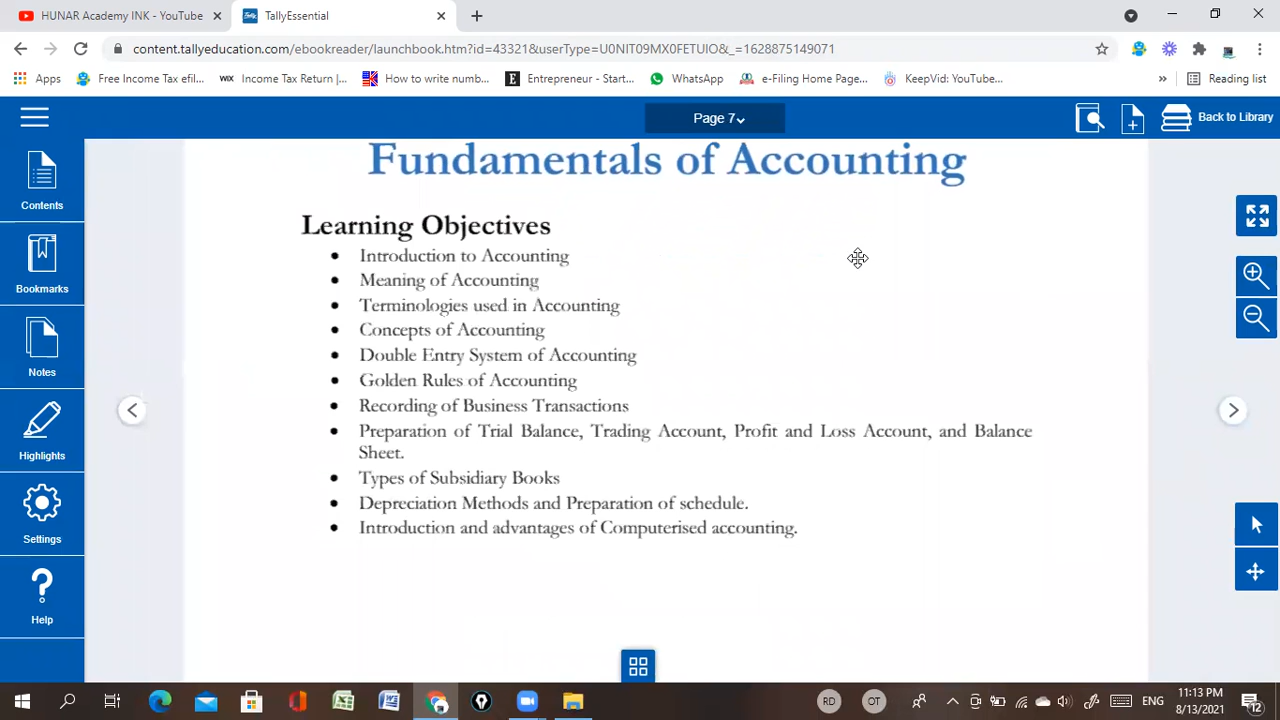 HUNAR Academy INK - YouTube
TallyEssential
content.tallyeducation.com/ebookreader/launchbook.htm?id=43321&userType=U0NIT09MX0FETUlO&_=1628875149071
Apps
Free Income Tax efil...
WiX Income Tax Return |...
How to write numb...
E Entrepreneur - Start...
WhatsApp
e-Filing Home Page...
KeepVid: YouTube...
»
Reading list
Page 7
Back to Library
Contents
Bookmarks
Notes
Highlights
Settings
Help
Fundamentals of Accounting
Learning Objectives
• Introduction to Accounting
• Meaning of Accounting
• Terminologies used in Accounting
• Concepts of Accounting
• Double Entry System of Accounting
• Golden Rules of Accounting
• Recording of Business Transactions
• Preparation of Trial Balance, Trading Account, Profit and Loss Account, and Balance
Sheet.
• Types of Subsidiary Books
• Depreciation Methods and Preparation of schedule.
• Introduction and advantages of Computerised accounting.
RD
OT
ENG
11:13 PM
8/13/2021
12